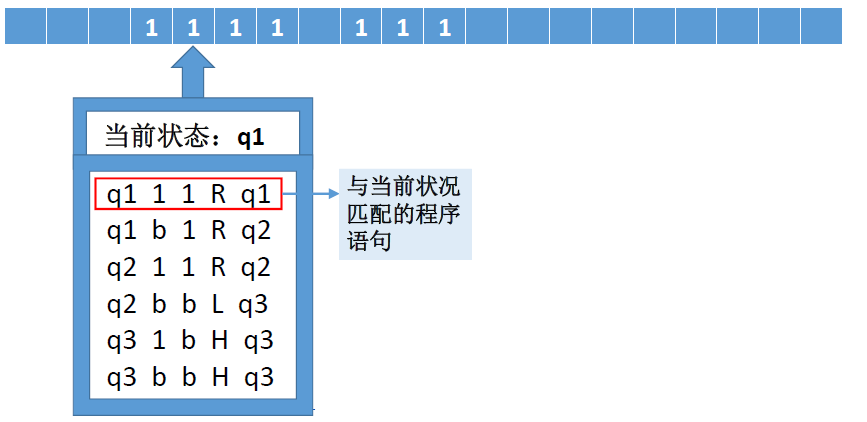 1 1 1 1 1 1 1
当前状态：q1
q1 1 1 R q1
q1 b 1 R q2
q2 1 1 R q2
q2 b b L q3
q3 1 b H q3
q3 b b H q3
与当前状况
匹配的程序
语句